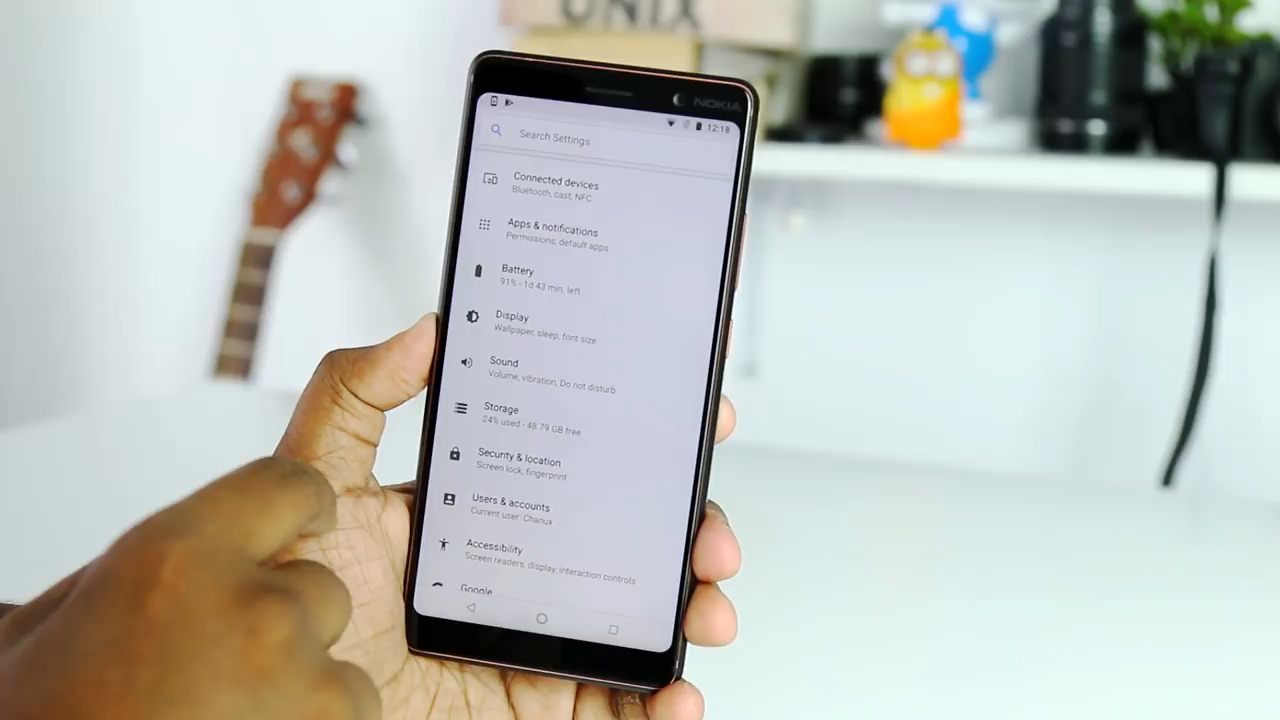 UNIX
NOKIA
12:18
Search Settings
Connected devices
Bluetooth, cast, NFC
Apps & notifications
Permissions, default apps
Battery
91% - 1d 43 min. left
Display
Wallpaper, sleep, font size
Sound
Volume, vibration, Do not disturb
Storage
24% used - 48.79 GB free
Security & location
Screen lock, fingerprint
Users & accounts
Current user: Chanux
Accessibility
Screen readers, display, interaction controls
Google